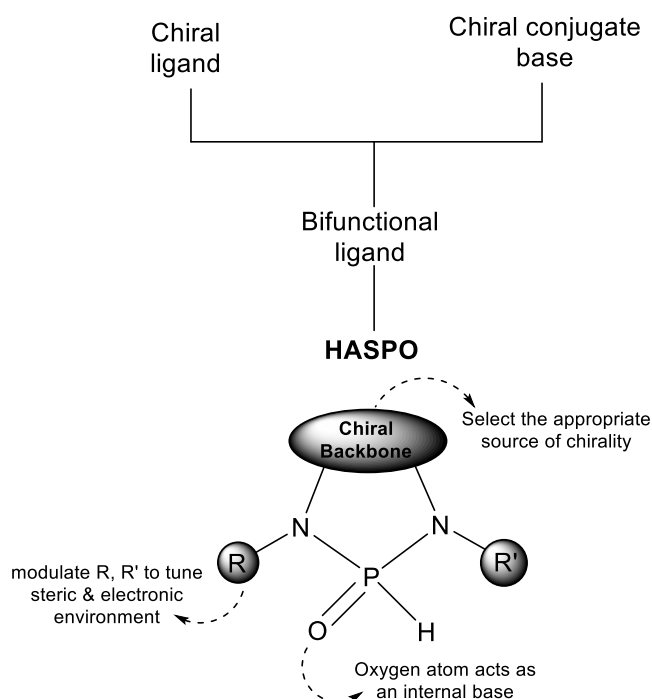 Chiral
ligand
Chiral conjugate
base
Bifunctional
ligand
HASPO
Chiral
Backbone
Select the appropriate
source of chirality
N
N
R
R'
modulate R, R' to tune
steric & electronic
environment
P
O
H
Oxygen atom acts as
an internal base